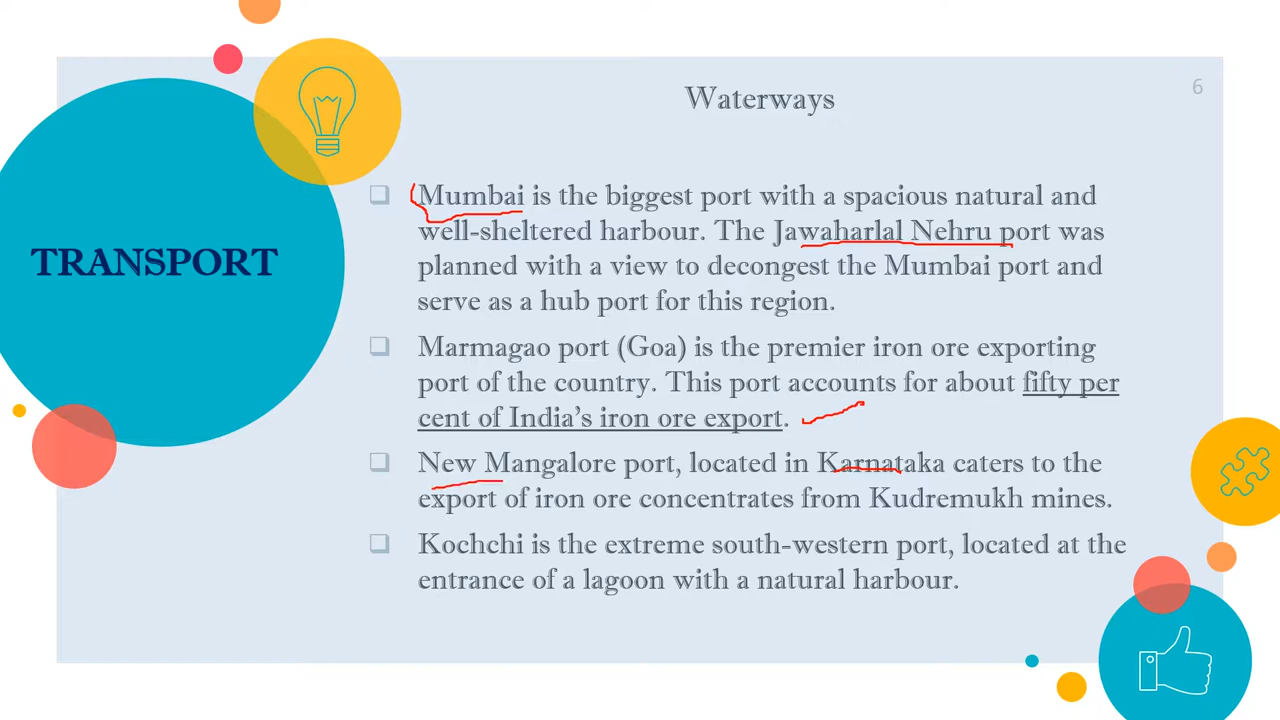 Waterways
6
TRANSPORT
❑ Mumbai is the biggest port with a spacious natural and
well-sheltered harbour. The Jawaharlal Nehru port was
planned with a view to decongest the Mumbai port and
serve as a hub port for this region.
❑ Marmagao port (Goa) is the premier iron ore exporting
port of the country. This port accounts for about fifty per
cent of India’s iron ore export.
❑ New Mangalore port, located in Karnataka caters to the
export of iron ore concentrates from Kudremukh mines.
❑ Kochchi is the extreme south-western port, located at the
entrance of a lagoon with a natural harbour.